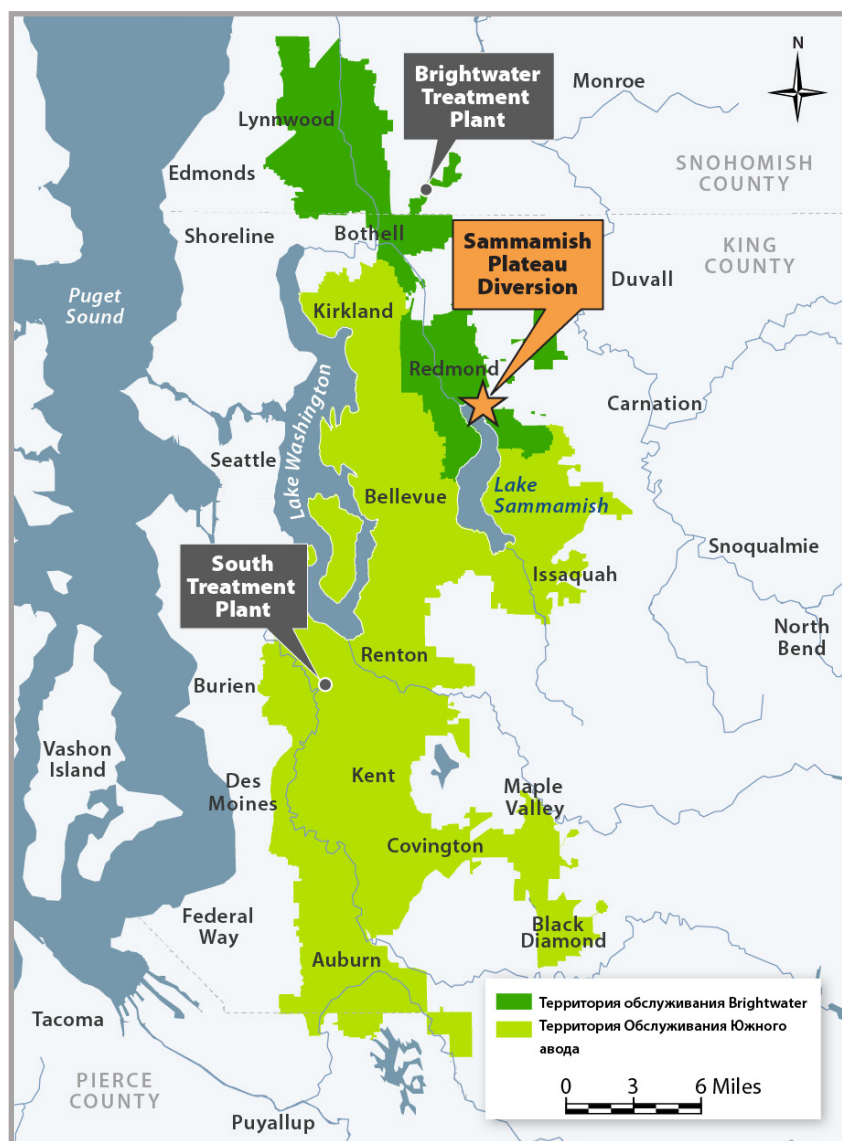 N
Brightwater
Treatment
Plant
Monroe
Lynnwood
Edmonds
SNOHOMISH
COUNTY
Shoreline
Bothell
Sammamish
Plateau
Diversion
KING
COUNTY
Duvall
Puget
Sound
Kirkland
Redmond
Carnation
Lake Washington
Seattle
Bellevue
Lake
Sammamish
Snoqualmie
South
Treatment
Plant
Issaquah
North
Bend
Renton
Burien
Vashon
Island
Des
Moines
Kent
Maple
Valley
Covington
Federal
Way
Black
Diamond
Auburn
Tacoma
Территория обслуживания Brightwater
Территория Обслуживания Южного
авода
0 3 6 Miles
PIERCE
COUNTY
Puyallup